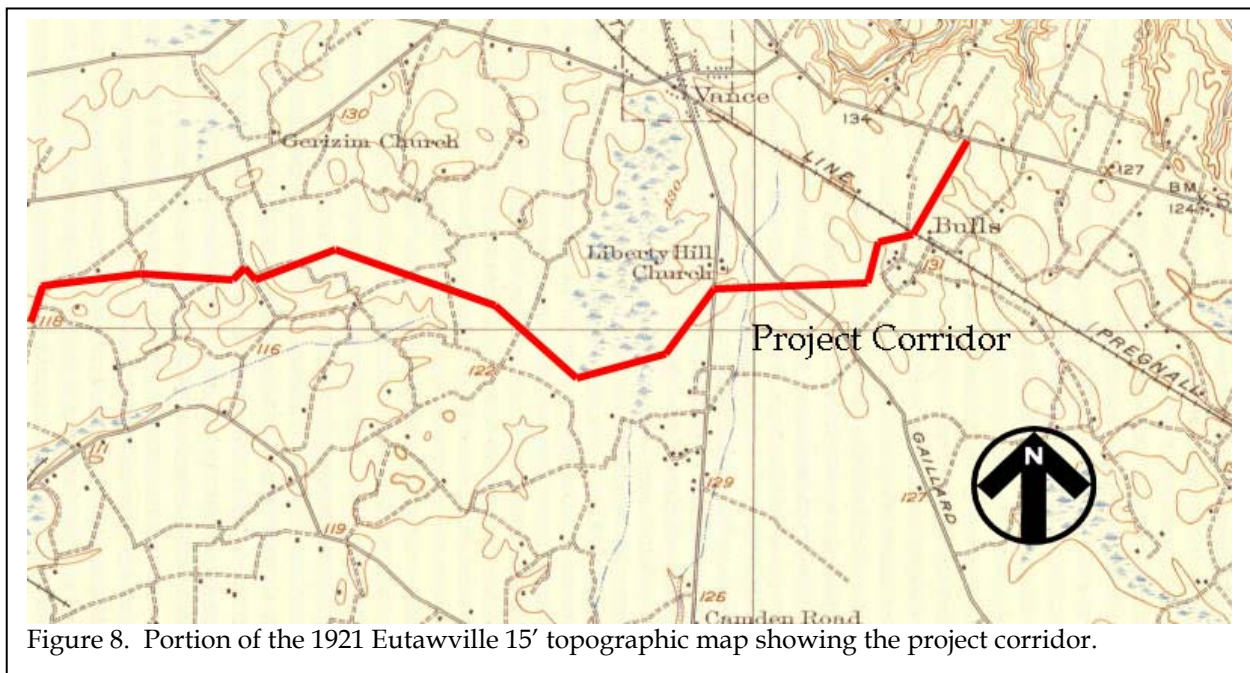 Vance
134
130
Gerizim Church
LINE
127
BM
124
S
130
Bulls
131
Liberty Hill
Church
118
116
Project Corridor
(PREGNALL
122
111
N
129
GAILLARD
127
119
126
Camden Road
Figure 8. Portion of the 1921 Eutawville 15’ topographic map showing the project corridor.